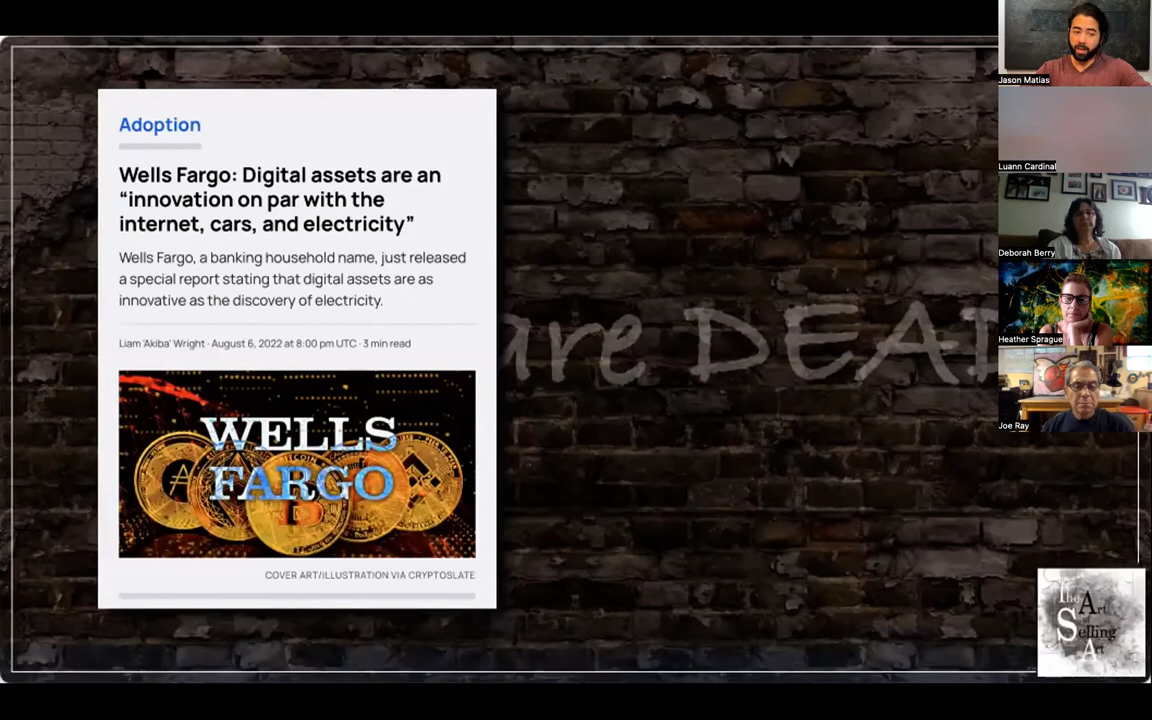 Adoption
Wells Fargo: Digital assets are an
“innovation on par with the
internet, cars, and electricity”
Wells Fargo, a banking household name, just released
a special report stating that digital assets are as
innovative as the discovery of electricity.
Liam 'Akiba' Wright · August 6, 2022 at 8:00 pm UTC · 3 min read
WELLS
FARGO
BITCOIN
COVER ART/ILLUSTRATION VIA CRYPTOSLATE
are DEAD
Jason Matias
Luann Cardinal
Deborah Berry
Heather Sprague
Joe Ray
The Art
of
Selling
Art